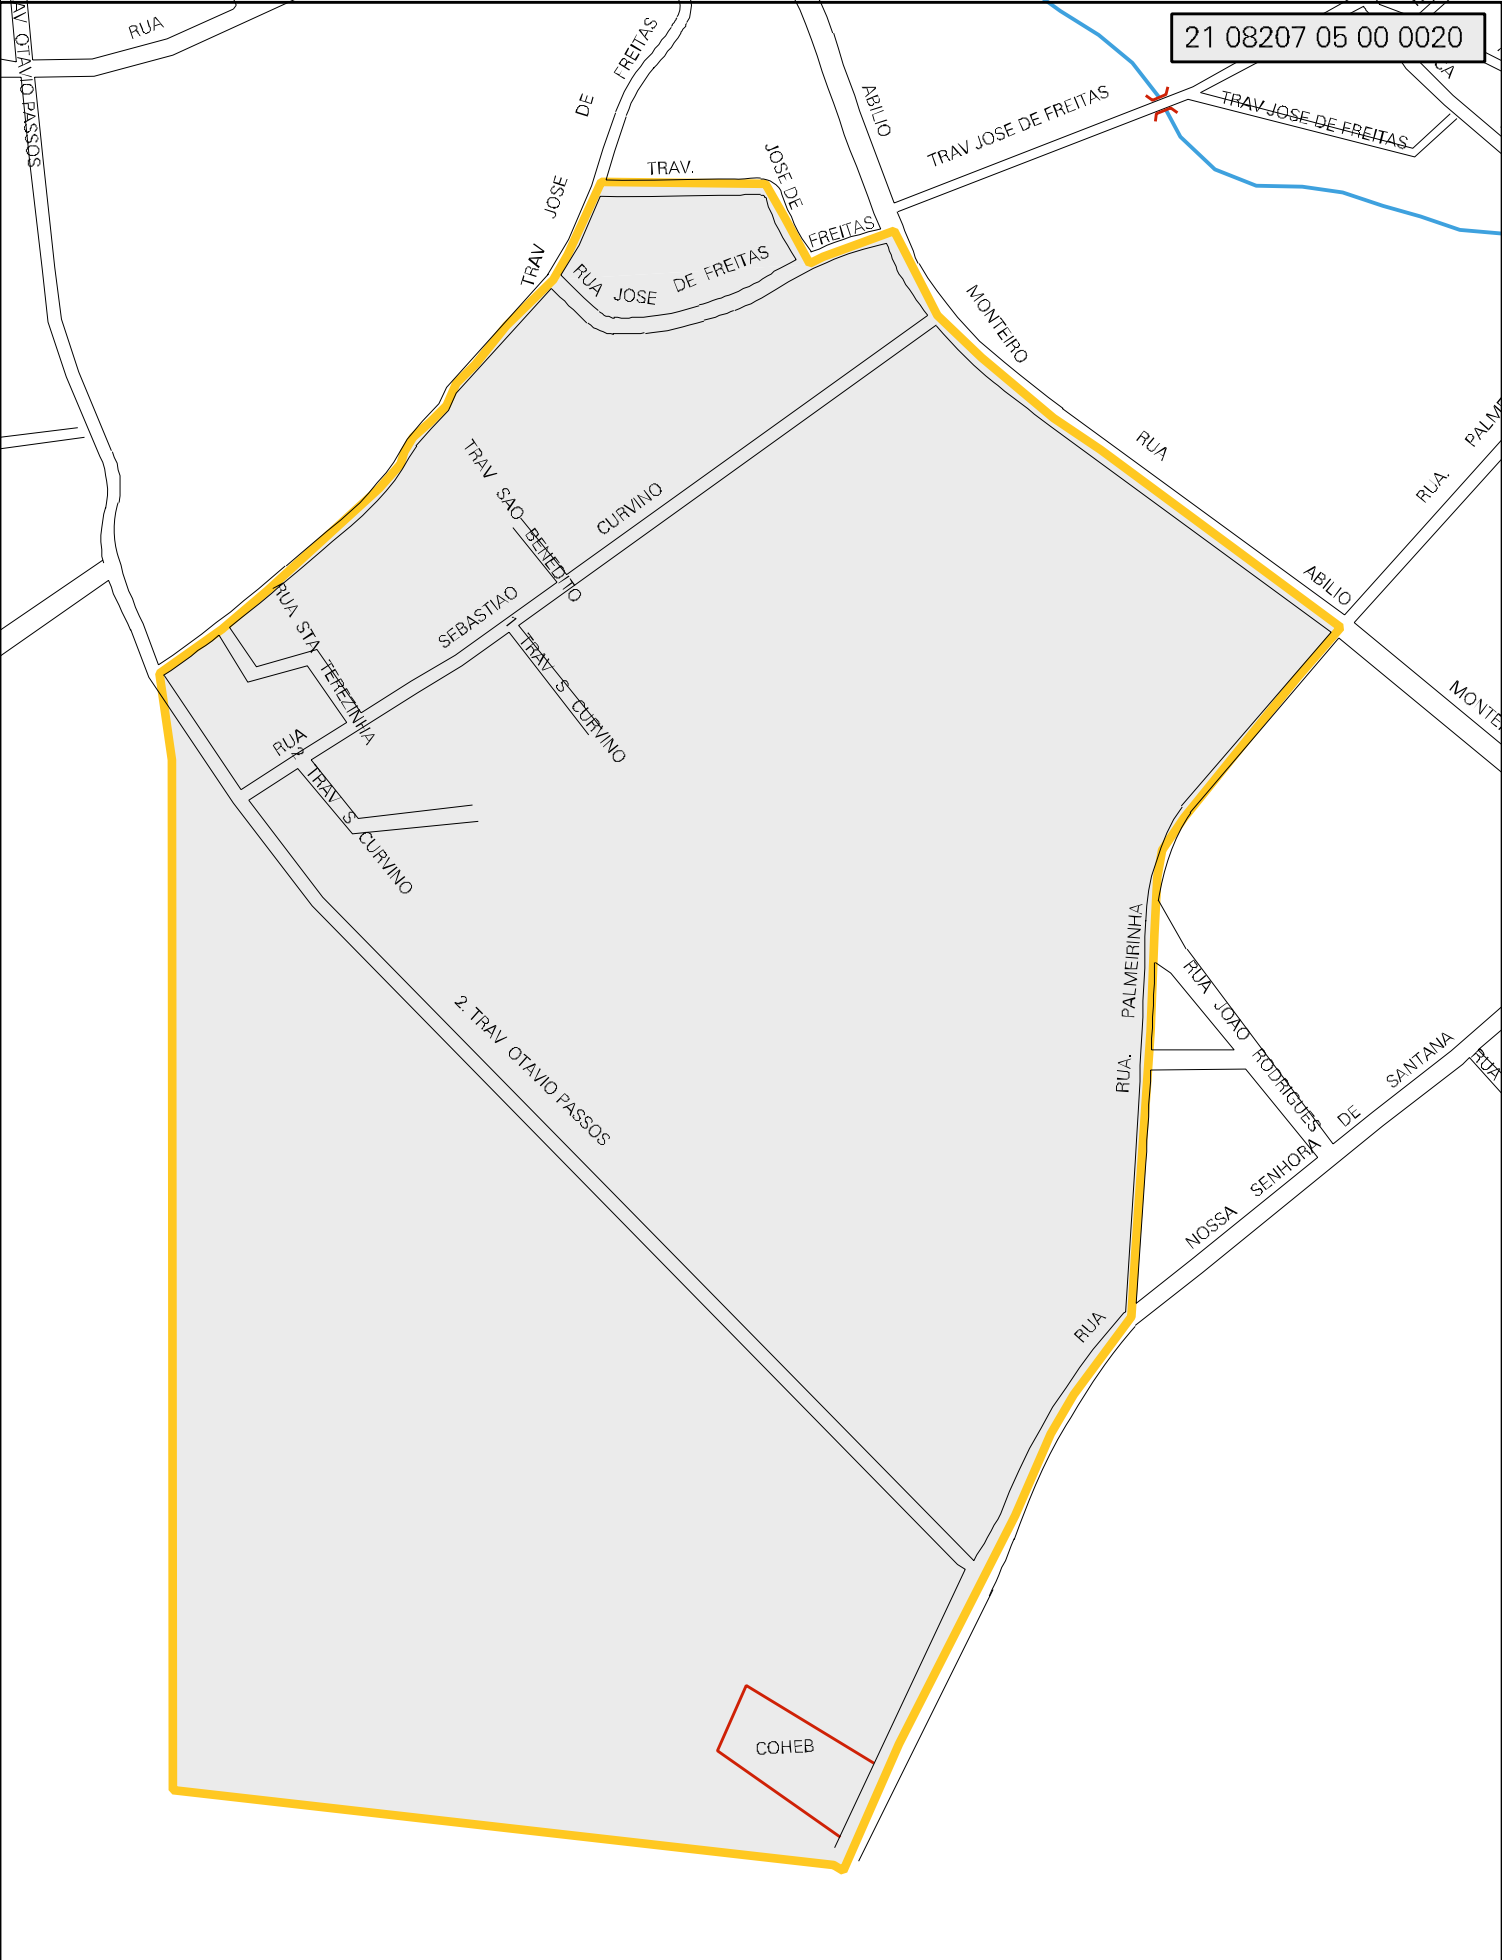 21 08207 05 00 0020
RUA
AV OTAVIO PASSOS
TRAV JOSE DE FREITAS
ABILIO
TRAV JOSE DE FREITAS
TRAV JOSE DE FREITAS
CA
TRAV. JOSE DE FREITAS
RUA JOSE DE FREITAS
MONTEIRO
RUA
ABILIO
MONTE
RUA.
PALME
TRAV SAO BENEDITO
RUA SEBASTIAO CURVINO
RUA STA TEREZINHA
1 TRAV S CURVINO
2 TRAV S CURVINO
2. TRAV OTAVIO PASSOS
RUA. PALMEIRINHA
RUA JOAO RODRIGUES
RUA NOSSA SENHORA DE SANTANA
RUA
COHEB